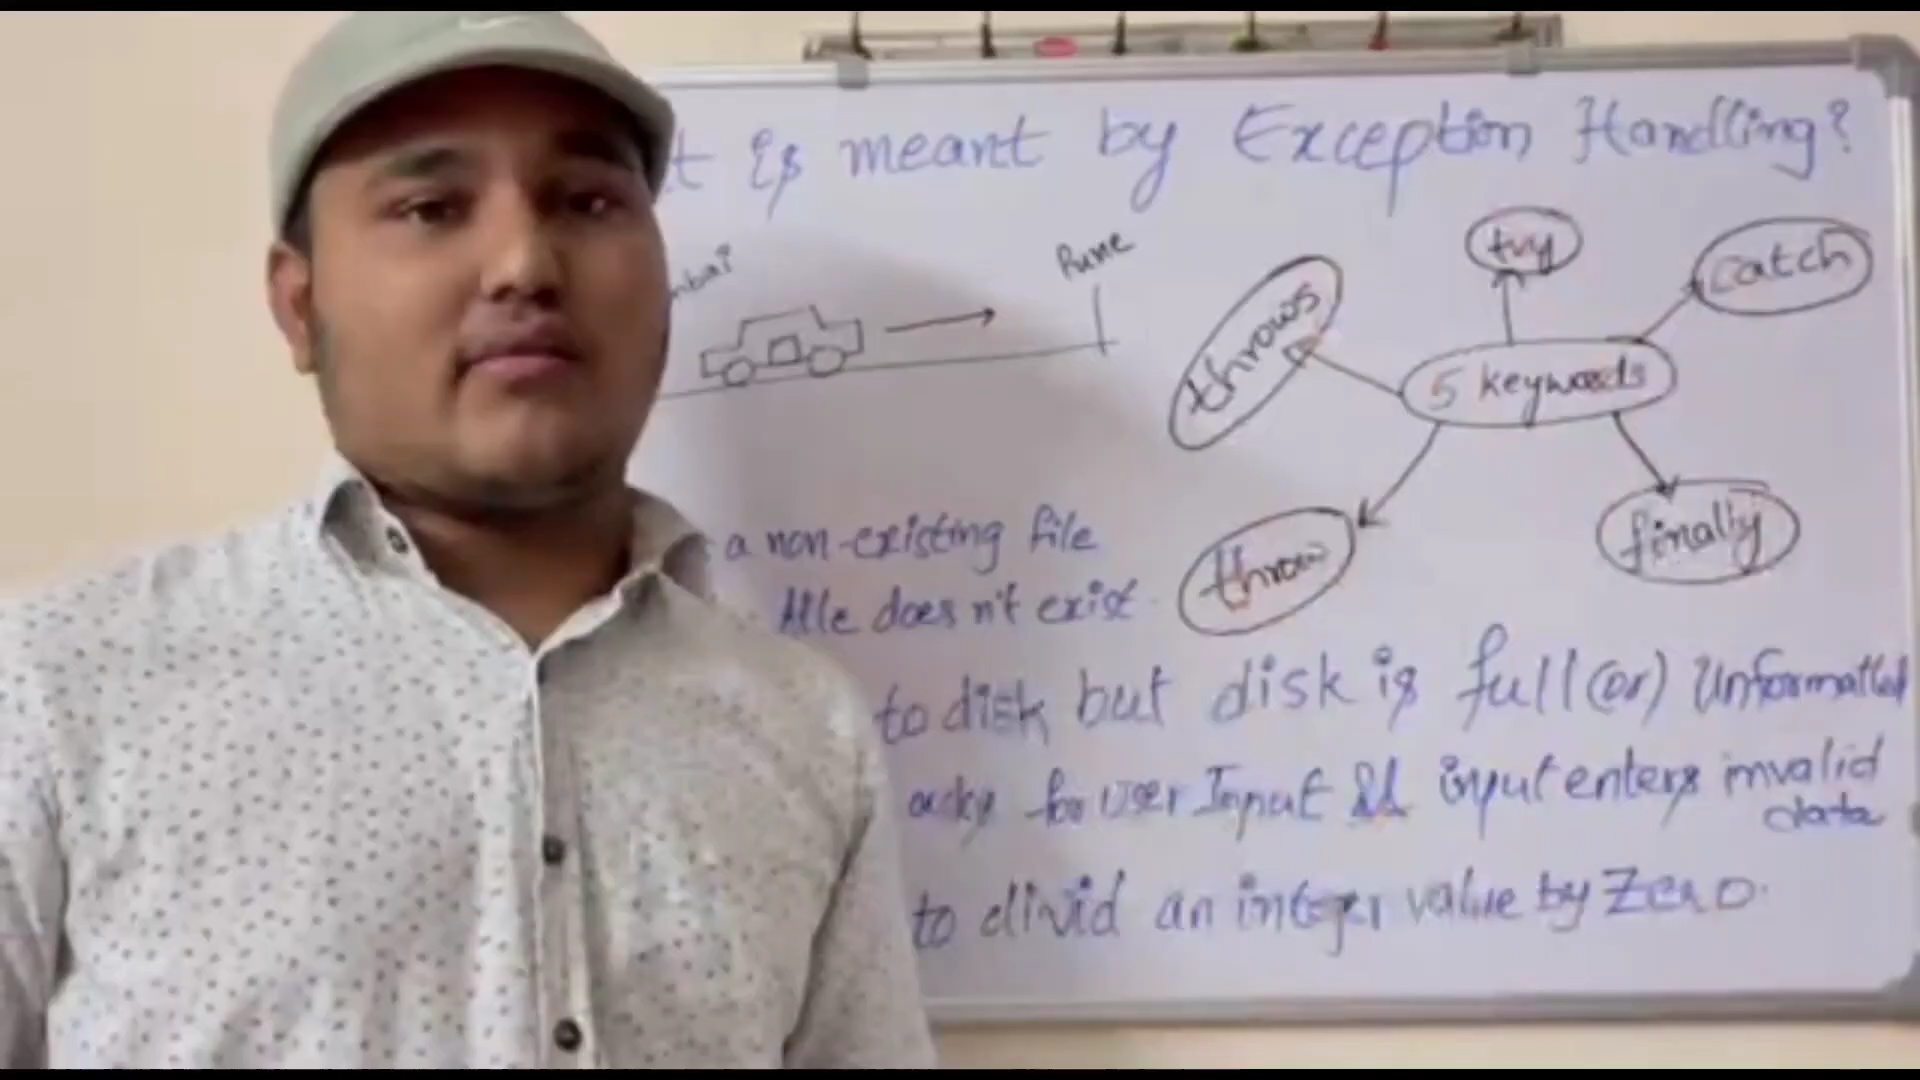 t is meant by Exception Handling?
mbai
Pune
try
catch
throws
5 keywords
throw
finally
a non-existing file
does n't exist.
to disk but disk is full (or) Unformatted
for User Input input enters invalid
data
to divid an integer value by Zero.